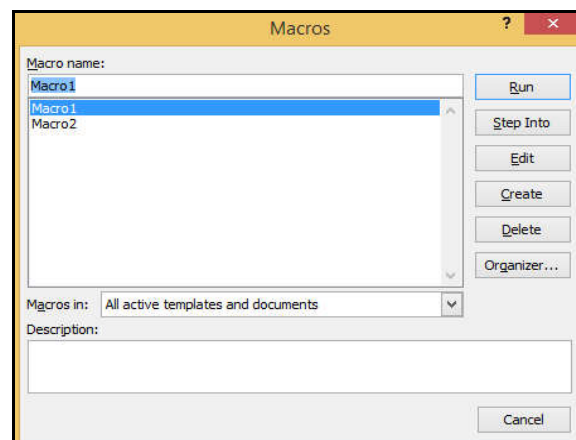 Macros
?
Macro name:
Macro1
Macro1
Macro2
Run
Step Into
Edit
Create
Delete
Organizer...
Macros in: All active templates and documents
Description:
Cancel